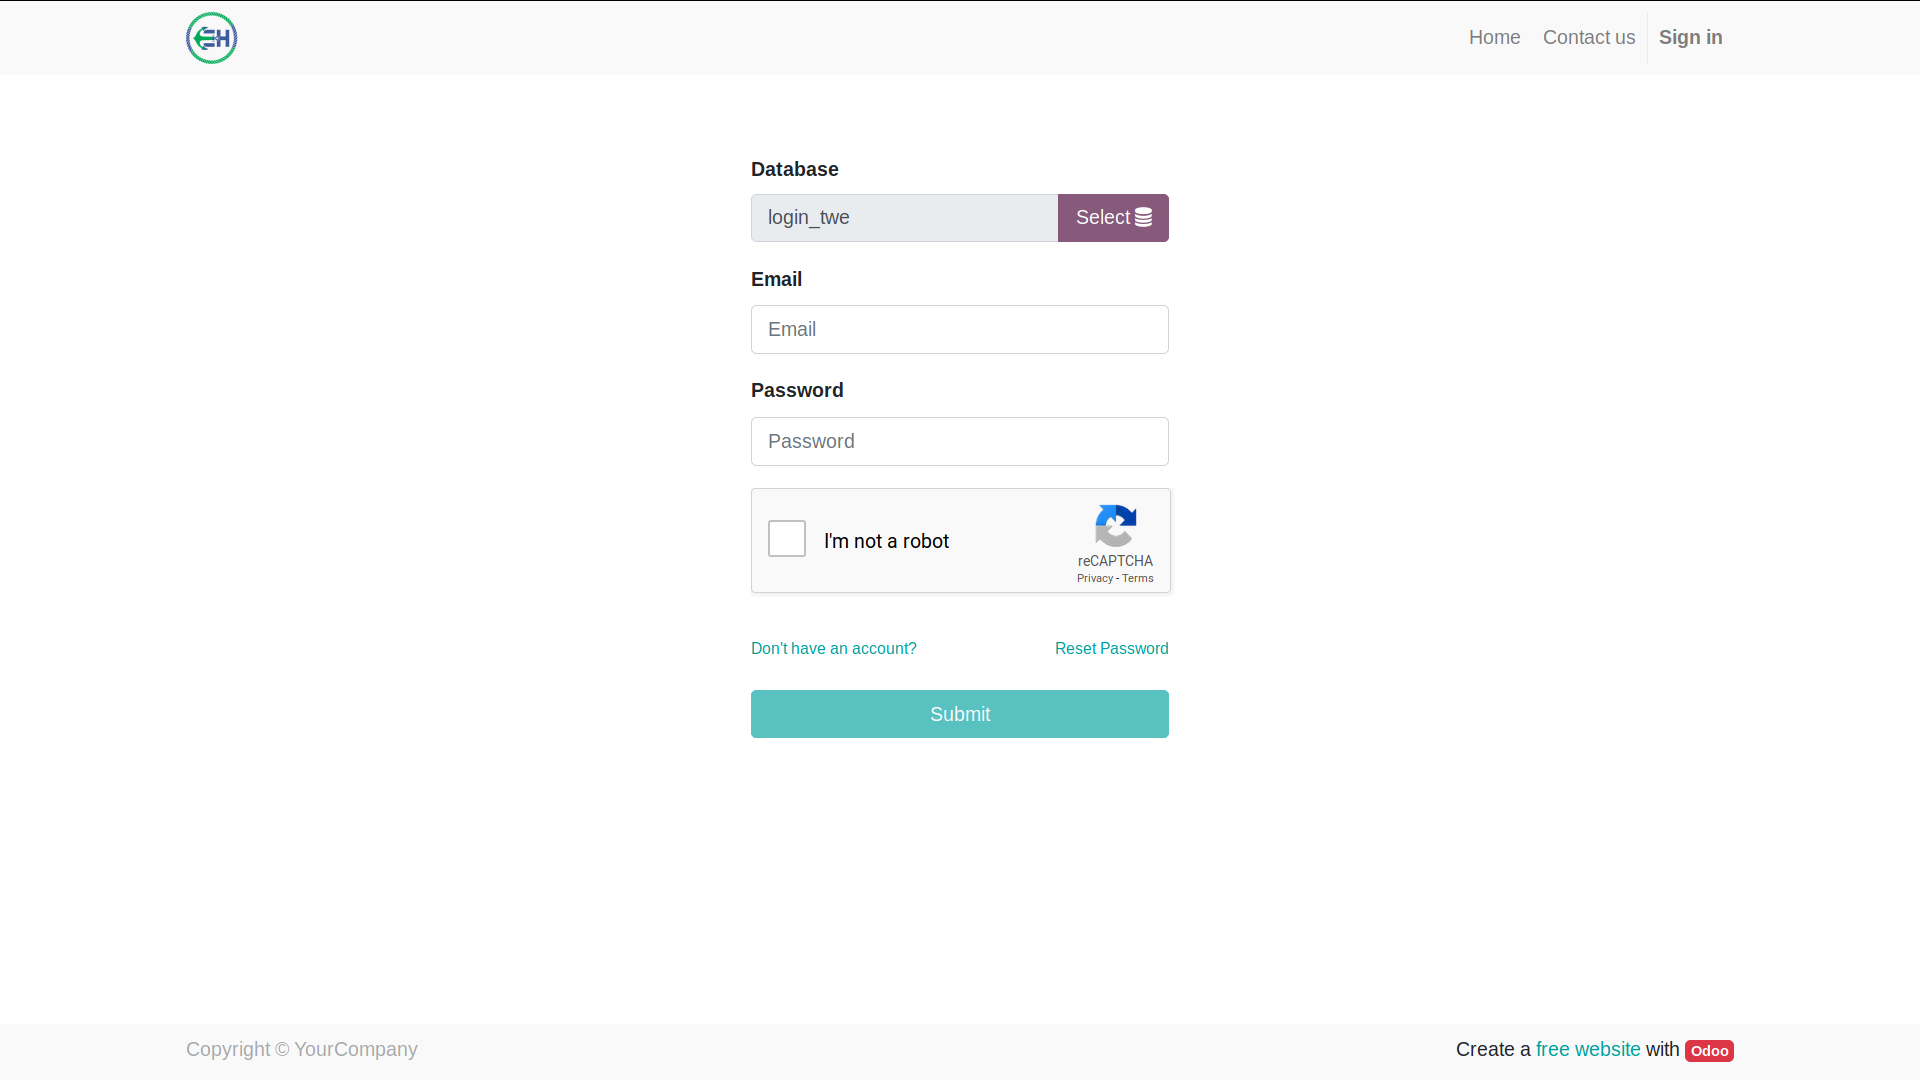 EH
Home Contact us Sign in
Database
login_twe Select
Email
Email
Password
Password
I'm not a robot
reCAPTCHA
Privacy - Terms
Don't have an account? Reset Password
Submit
Copyright © YourCompany Create a free website with Odoo